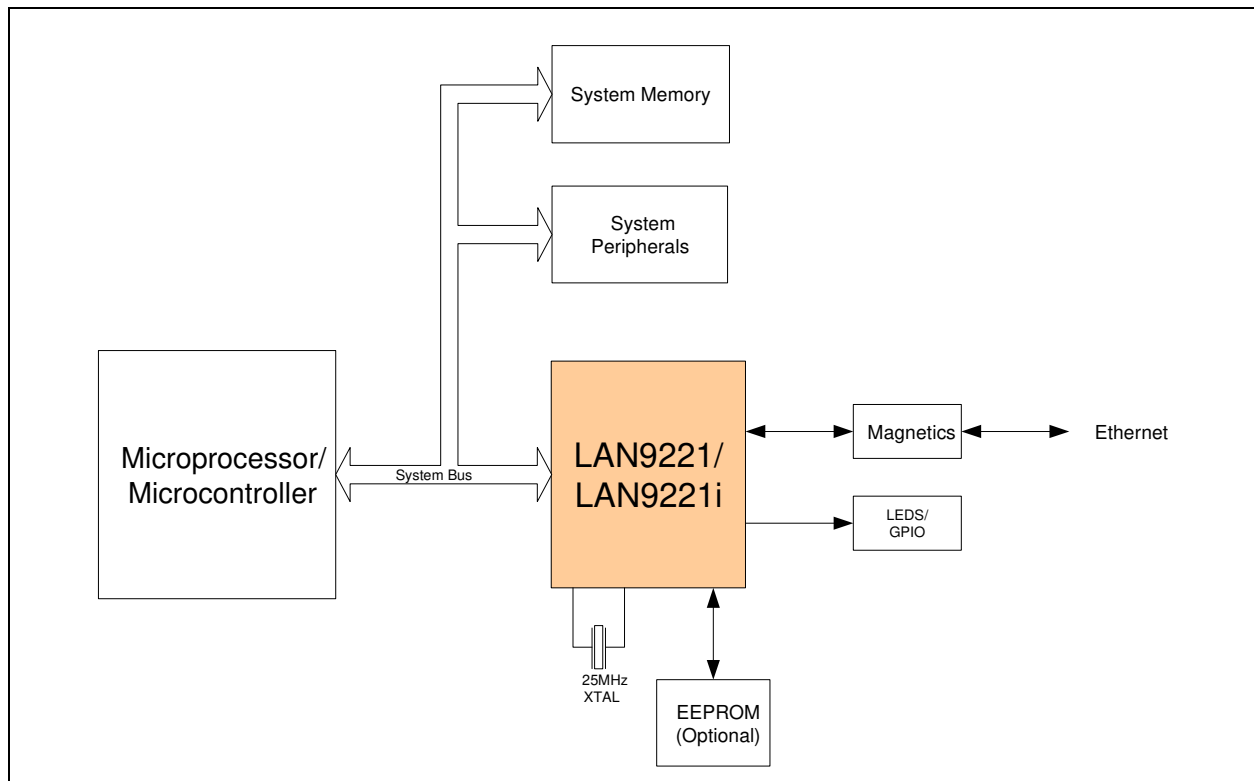 System Memory
System
Peripherals
Microprocessor/
Microcontroller
System Bus
LAN9221/
LAN9221i
Magnetics
Ethernet
LEDS/
GPIO
25MHz
XTAL
EEPROM
(Optional)